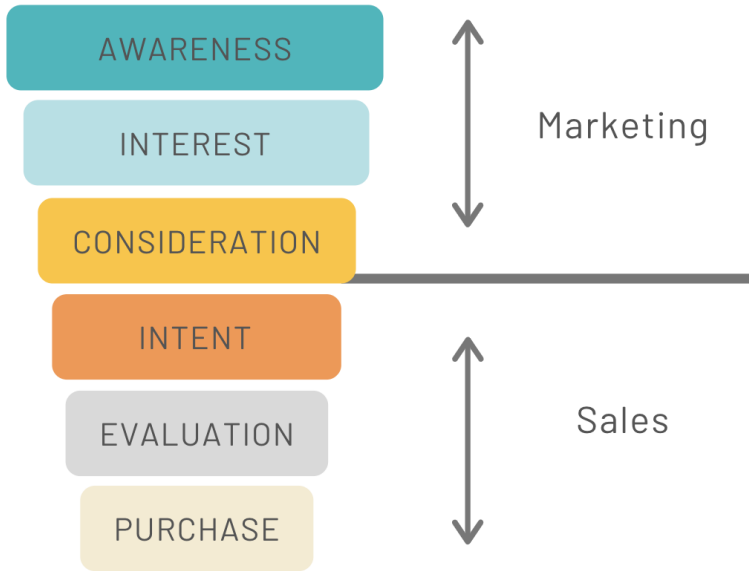 AWARENESS
INTEREST
Marketing
CONSIDERATION
INTENT
EVALUATION
Sales
PURCHASE